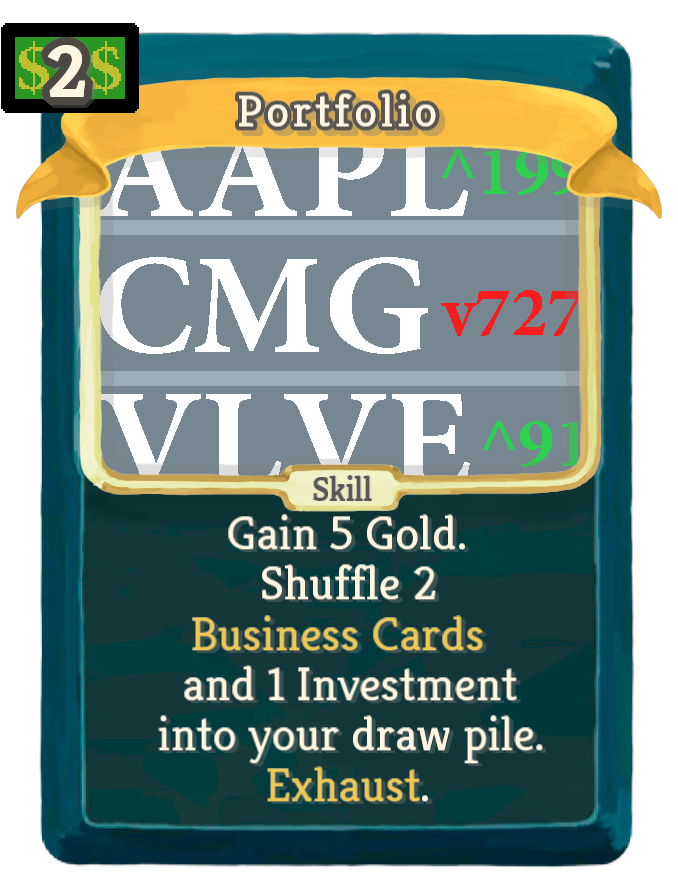 $2$
Portfolio
AAPL ^199
CMG v727
VLVE ^91
Skill
Gain 5 Gold.
Shuffle 2
Business Cards
and 1 Investment
into your draw pile.
Exhaust.